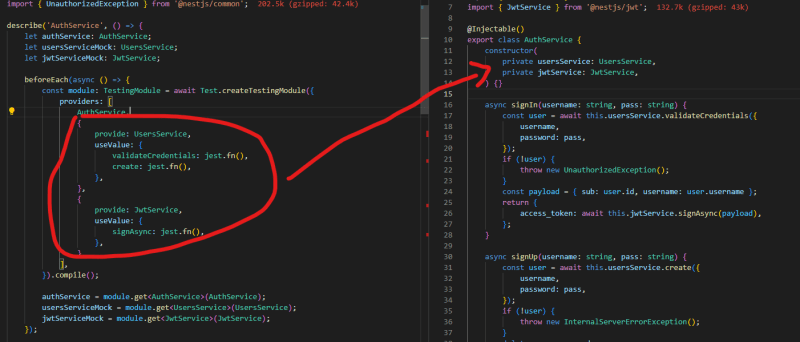 import { UnauthorizedException } from '@nestjs/common'; 202.5k (gzipped: 42.4k)
describe('AuthService', () => {
let authService: AuthService;
let usersServiceMock: UsersService;
let jwtServiceMock: JwtService;
beforeEach(async () => {
const module: TestingModule = await Test.createTestingModule({
providers: [
AuthService,
{
provide: UsersService,
useValue: {
validateCredentials: jest.fn(),
create: jest.fn(),
},
},
{
provide: JwtService,
useValue: {
signAsync: jest.fn(),
},
}
],
}).compile();
authService = module.get<AuthService>(AuthService);
usersServiceMock = module.get<UsersService>(UsersService);
jwtServiceMock = module.get<JwtService>(JwtService);
});
7 import { JwtService } from '@nestjs/jwt'; 132.7k (gzipped: 43k)
8
9 @Injectable()
10 export class AuthService {
11 constructor(
12 private usersService: UsersService,
13 private jwtService: JwtService,
14 ) {}
15
16 async signIn(username: string, pass: string) {
17 const user = await this.usersService.validateCredentials({
18 username,
19 password: pass,
20 });
21 if (!user) {
22 throw new UnauthorizedException();
23 }
24 const payload = { sub: user.id, username: user.username };
25 return {
26 access_token: await this.jwtService.signAsync(payload),
27 };
28 }
29
30 async signUp(username: string, pass: string) {
31 const user = await this.usersService.create({
32 username,
33 password: pass,
34 });
35 if (!user) {
36 throw new InternalServerErrorException();
37 }